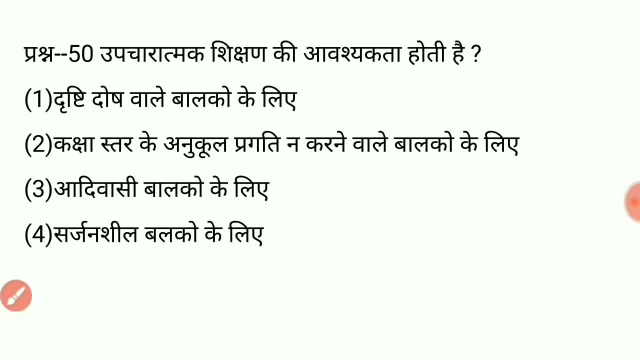 प्रश्न--50 उपचारात्मक शिक्षण की आवश्यकता होती है ?
(1)दृष्टि दोष वाले बालको के लिए
(2)कक्षा स्तर के अनुकूल प्रगति न करने वाले बालको के लिए
(3)आदिवासी बालको के लिए
(4)सर्जनशील बलको के लिए